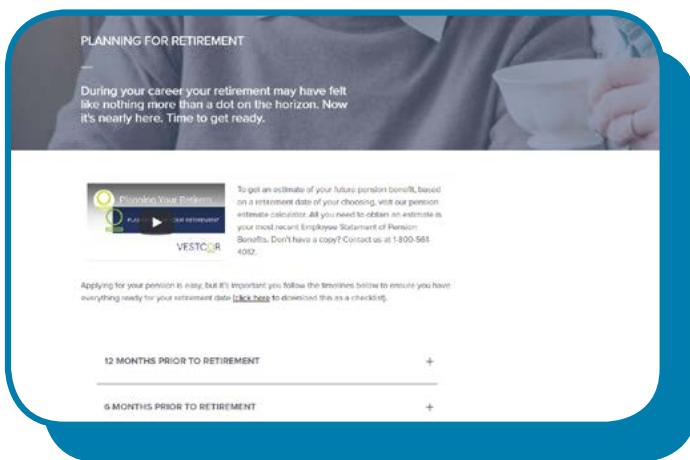 PLANNING FOR RETIREMENT
During your career your retirement may have felt
like nothing more than a dot on the horizon. Now
it's nearly here. Time to get ready.
Planning Your Retirem
YOUR RETIREMENT
VESTCOR
To get an estimate of your future pension benefit, based
on a retirement date of your choosing, visit our pension
estimate calculator. All you need to obtain an estimate is
your most recent Employee Statement of Pension
Benefits. Don't have a copy? Contact us at 1-800-561-
4012.
Applying for your pension is easy, but it's important you follow the timelines below to ensure you have
everything ready for your retirement date (click here to download this as a checklist).
12 MONTHS PRIOR TO RETIREMENT +
6 MONTHS PRIOR TO RETIREMENT +